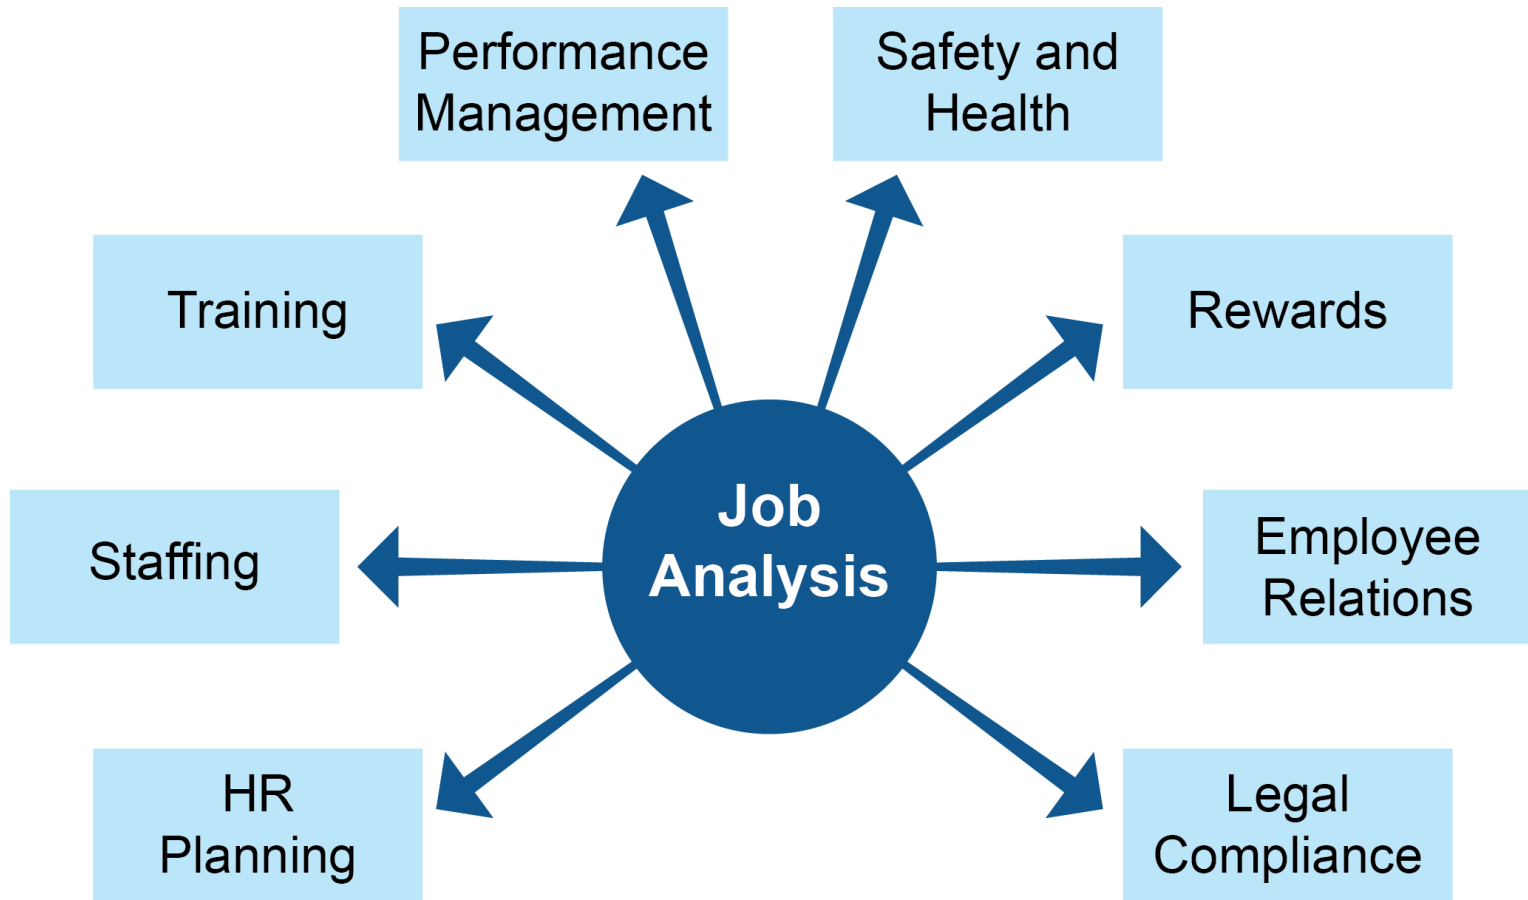 Performance
Management
Safety and
Health
Training
Rewards
Job
Analysis
Staffing
Employee
Relations
HR
Planning
Legal
Compliance